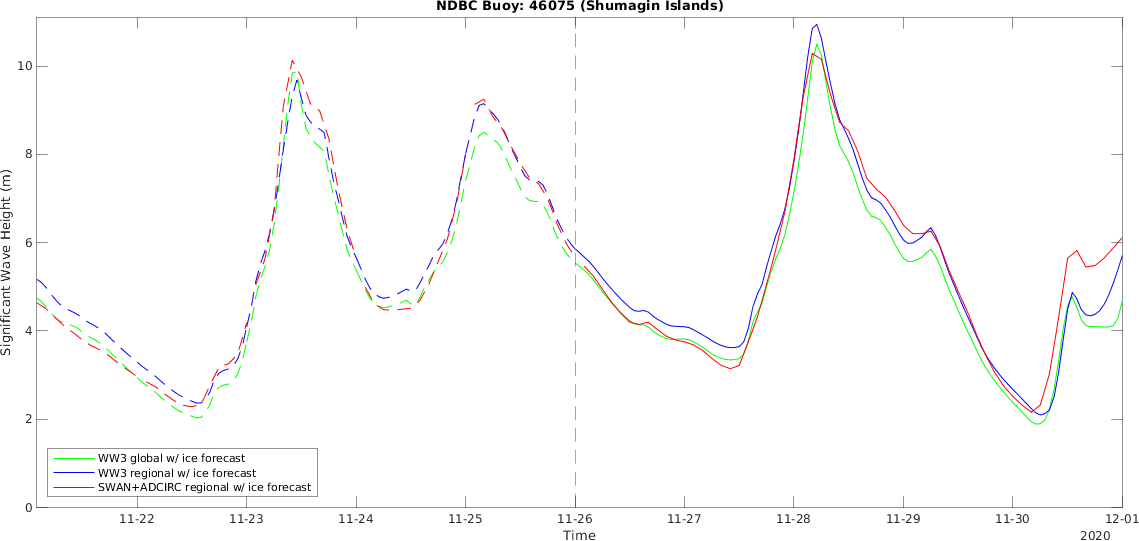 NDBC Buoy: 46075 (Shumagin Islands)
Significant Wave Height (m)
10
8
6
4
2
0
WW3 global w/ ice forecast
WW3 regional w/ ice forecast
SWAN+ADCIRC regional w/ ice forecast
11-22 11-23 11-24 11-25 11-26 11-27 11-28 11-29 11-30 12-01
Time
2020